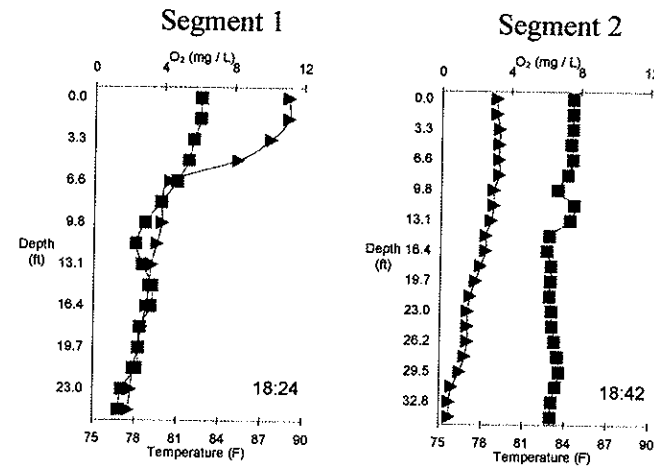 Segment 1
O₂ (mg / L)
0 4 8 12
0.0
3.3
6.6
9.8
Depth
(ft)
13.1
16.4
19.7
23.0
18:24
75 78 81 84 87 90
Temperature (F)
Segment 2
O₂ (mg / L)
0 4 8 12
0.0
3.3
6.6
9.8
13.1
Depth
(ft)
16.4
19.7
23.0
26.2
29.5
32.8
18:42
75 78 81 84 87 90
Temperature (F)